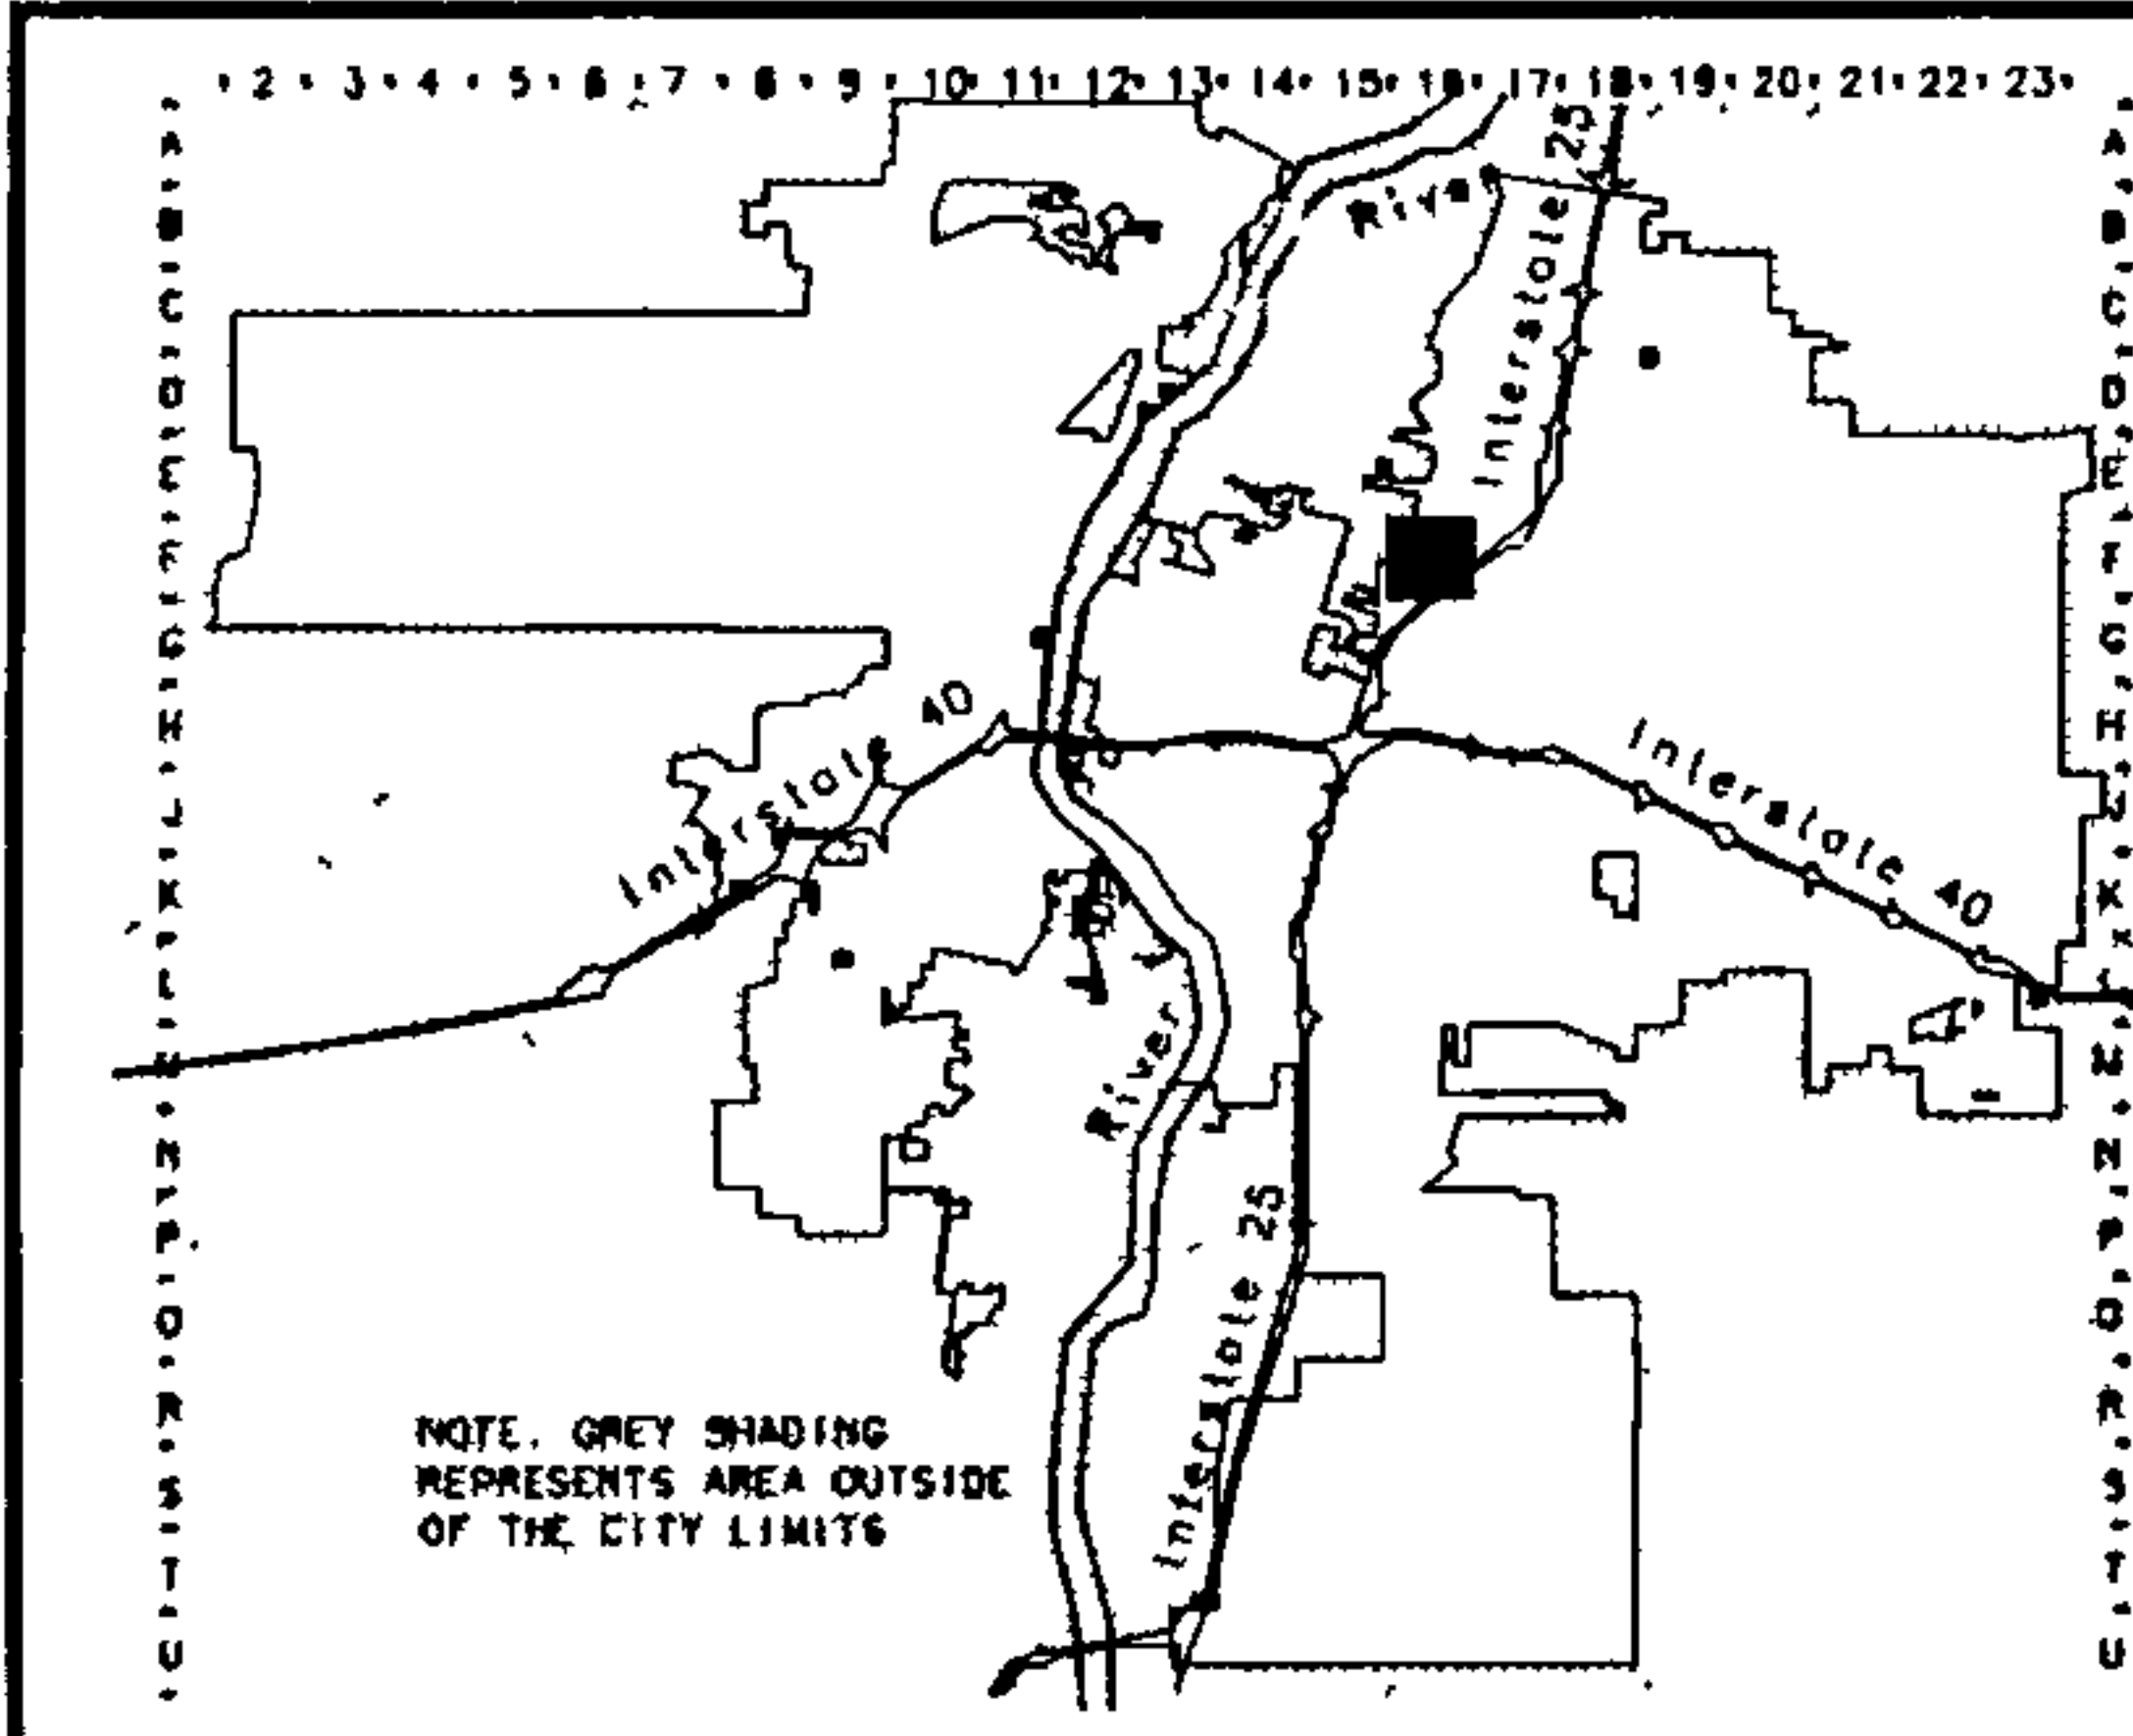 2 3 4 5 6 7 8 9 10 11 12 13 14 15 16 17 18 19 20 21 22 23
A A
B B
C C
D D
E E
F F
G G
H H
J J
K K
L L
M M
N N
P P
Q Q
R R
S S
T T
U U
River
Interstate 25
Interstate 40
Interstate 40
River
Interstate 25
NOTE. GREY SHADING
REPRESENTS AREA OUTSIDE
OF THE CITY LIMITS